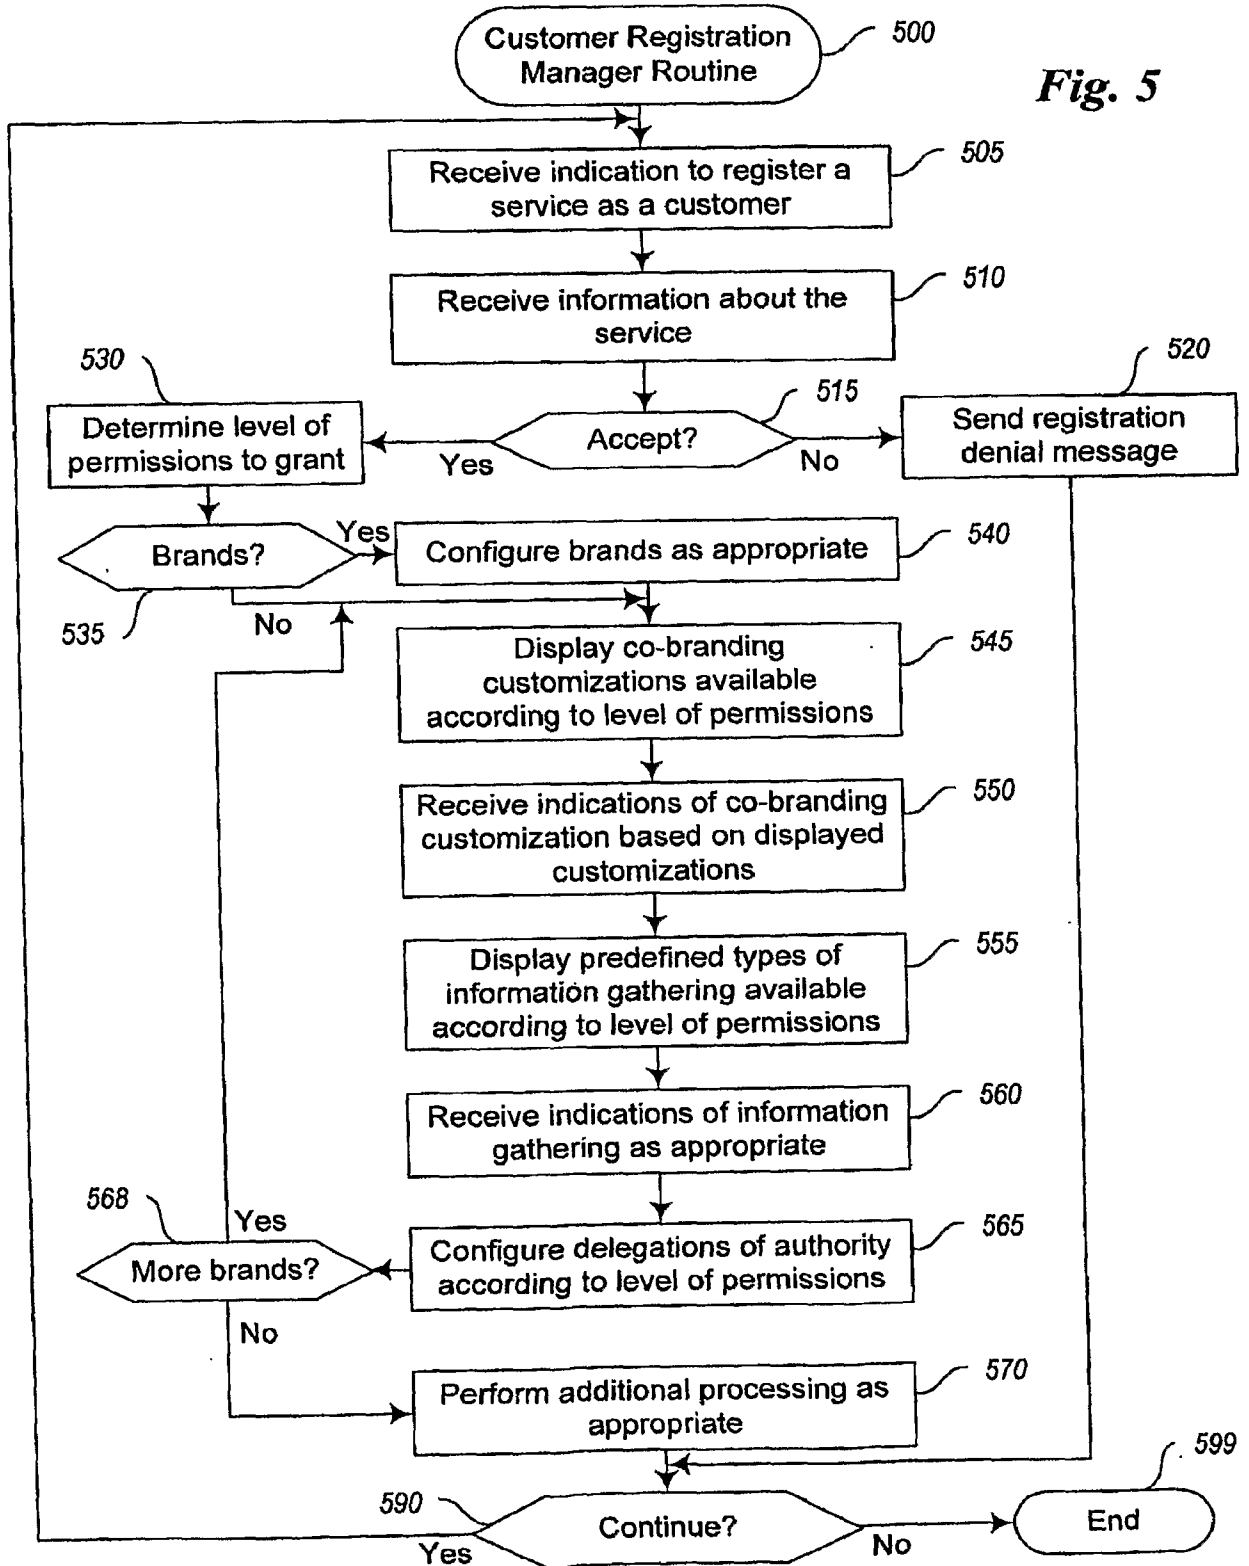 Customer Registration
Manager Routine
500
Fig. 5
Receive indication to register a
service as a customer
505
Receive information about the
service
510
530
Determine level of
permissions to grant
Yes
Accept?
515
No
520
Send registration
denial message
Brands?
535
Yes
No
Configure brands as appropriate
540
Display co-branding
customizations available
according to level of permissions
545
Receive indications of co-branding
customization based on displayed
customizations
550
Display predefined types of
information gathering available
according to level of permissions
555
Receive indications of information
gathering as appropriate
560
Configure delegations of authority
according to level of permissions
565
568
Yes
More brands?
No
Perform additional processing as
appropriate
570
590
Continue?
Yes
No
End
599